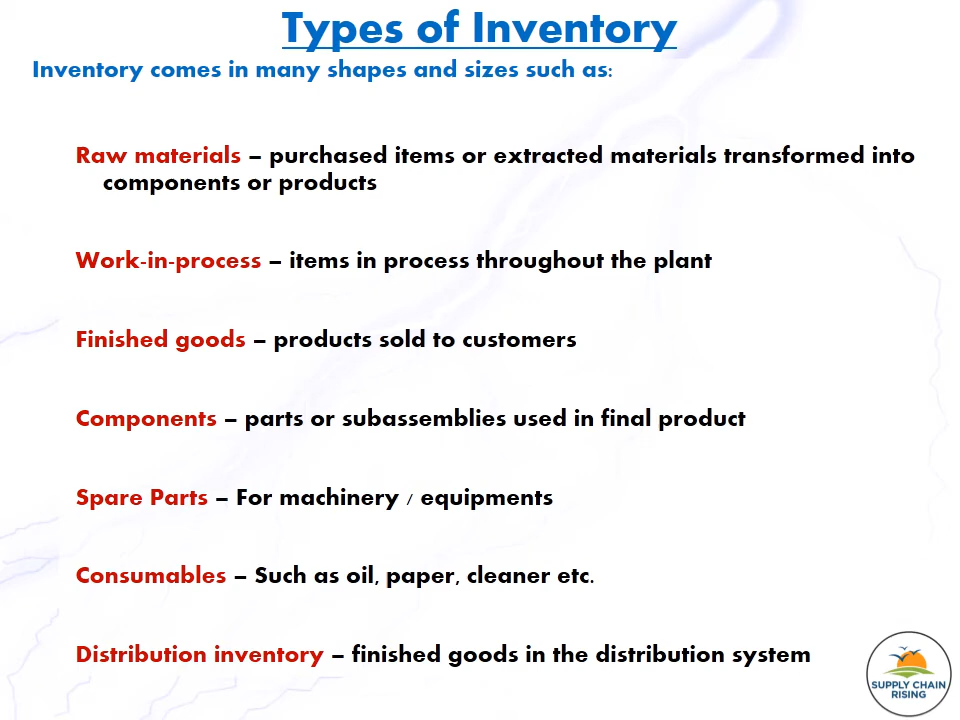 Types of Inventory
Inventory comes in many shapes and sizes such as:
Raw materials – purchased items or extracted materials transformed into
components or products
Work-in-process – items in process throughout the plant
Finished goods – products sold to customers
Components – parts or subassemblies used in final product
Spare Parts – For machinery / equipments
Consumables – Such as oil, paper, cleaner etc.
Distribution inventory – finished goods in the distribution system
SUPPLY CHAIN
RISING